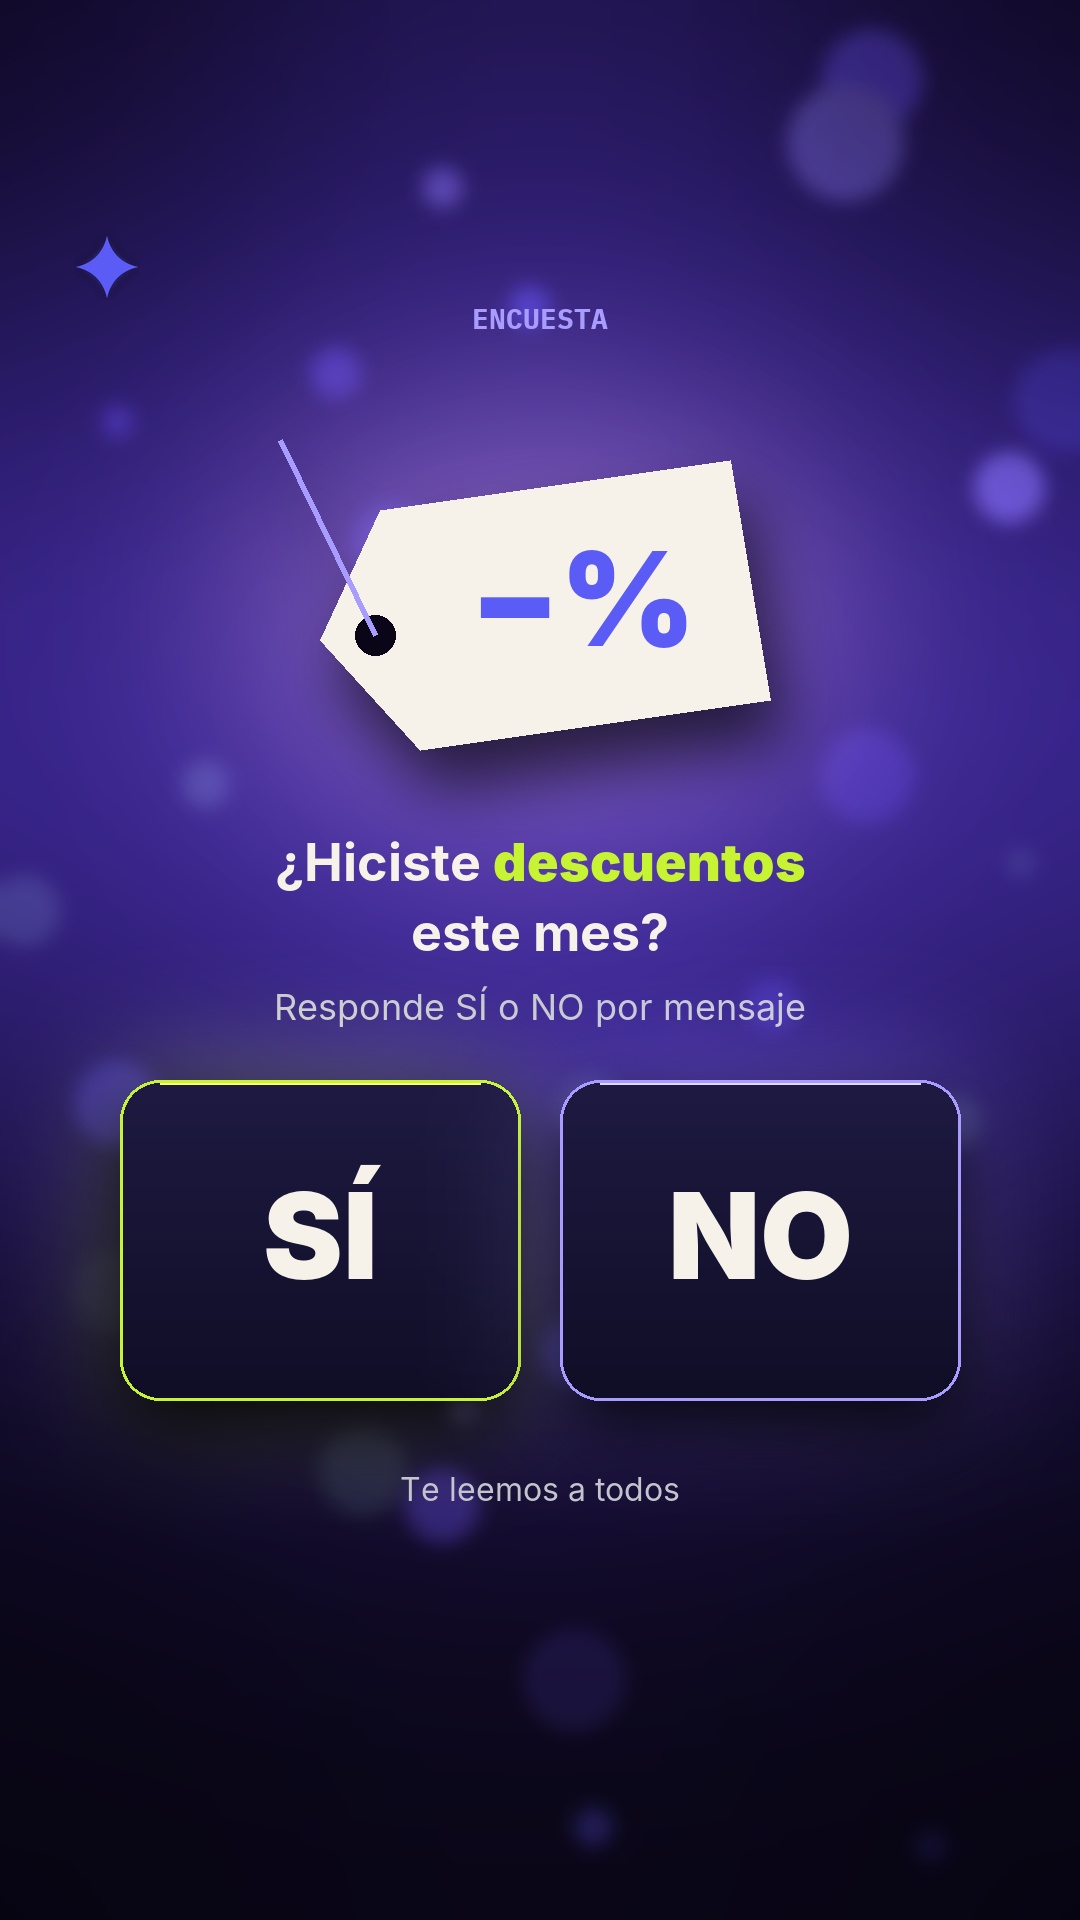 ENCUESTA
-%
¿Hiciste descuentos
este mes?
Responde SÍ o NO por mensaje
SÍ
NO
Te leemos a todos